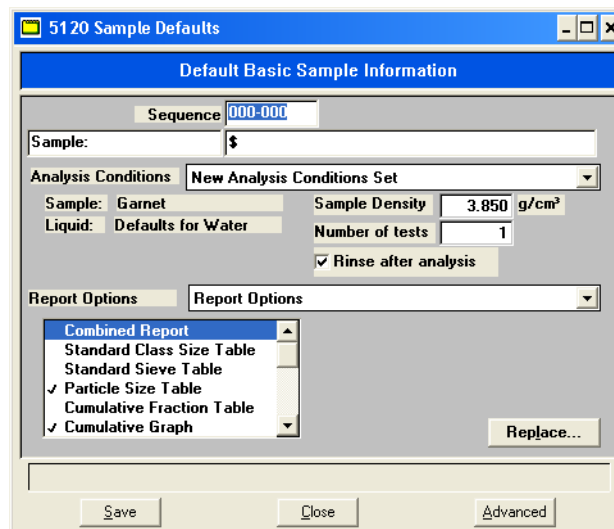 5120 Sample Defaults
Default Basic Sample Information
Sequence 000-000
Sample: $
Analysis Conditions New Analysis Conditions Set
Sample: Garnet Sample Density 3.850 g/cm³
Liquid: Defaults for Water Number of tests 1
✓ Rinse after analysis
Report Options Report Options
Combined Report
Standard Class Size Table
Standard Sieve Table
✓ Particle Size Table
Cumulative Fraction Table
✓ Cumulative Graph
Replace...
Save Close Advanced